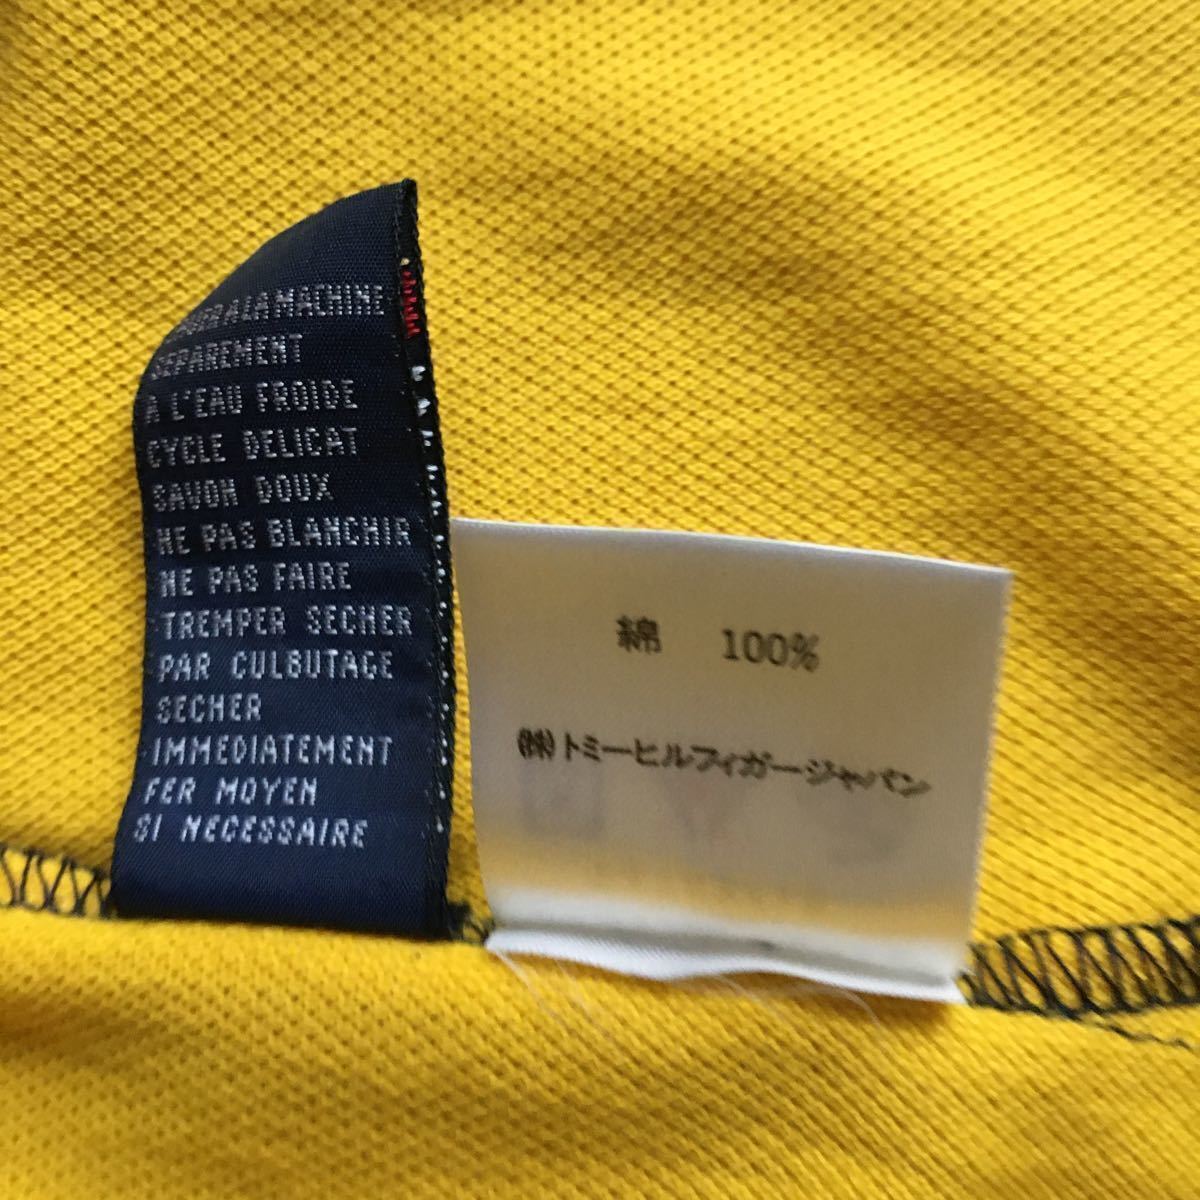 A LA MACHINE
SEPAREMENT
A L'EAU FROIDE
CYCLE DELICAT
SAVON DOUX
NE PAS BLANCHIR
NE PAS FAIRE
TREMPER SECHER
PAR CULBUTAGE
SECHER
IMMEDIATEMENT
FER MOYEN
SI NECESSAIRE
綿 100%
㈱トミーヒルフィガージャパン